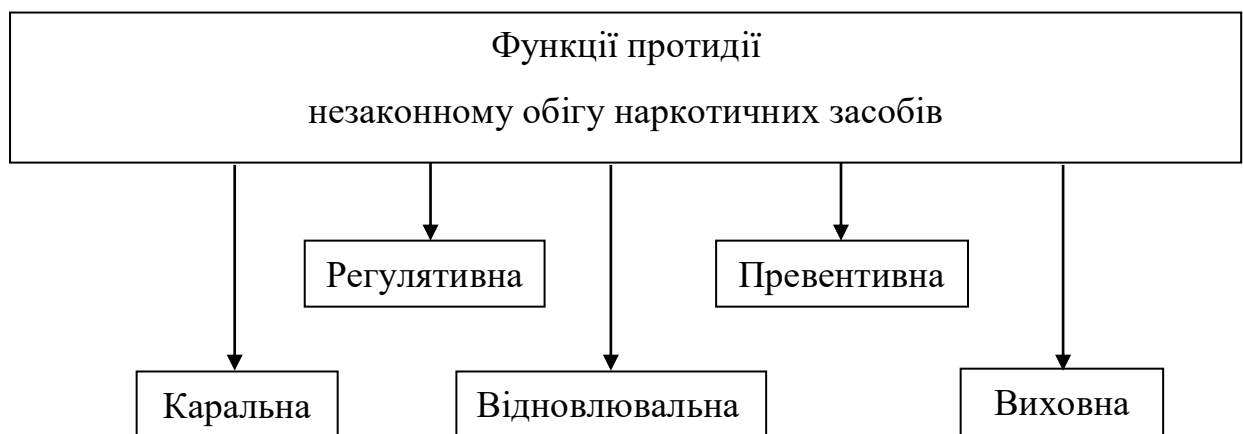 Функції протидії
незаконному обігу наркотичних засобів
Регулятивна
Превентивна
Каральна
Відновлювальна
Виховна